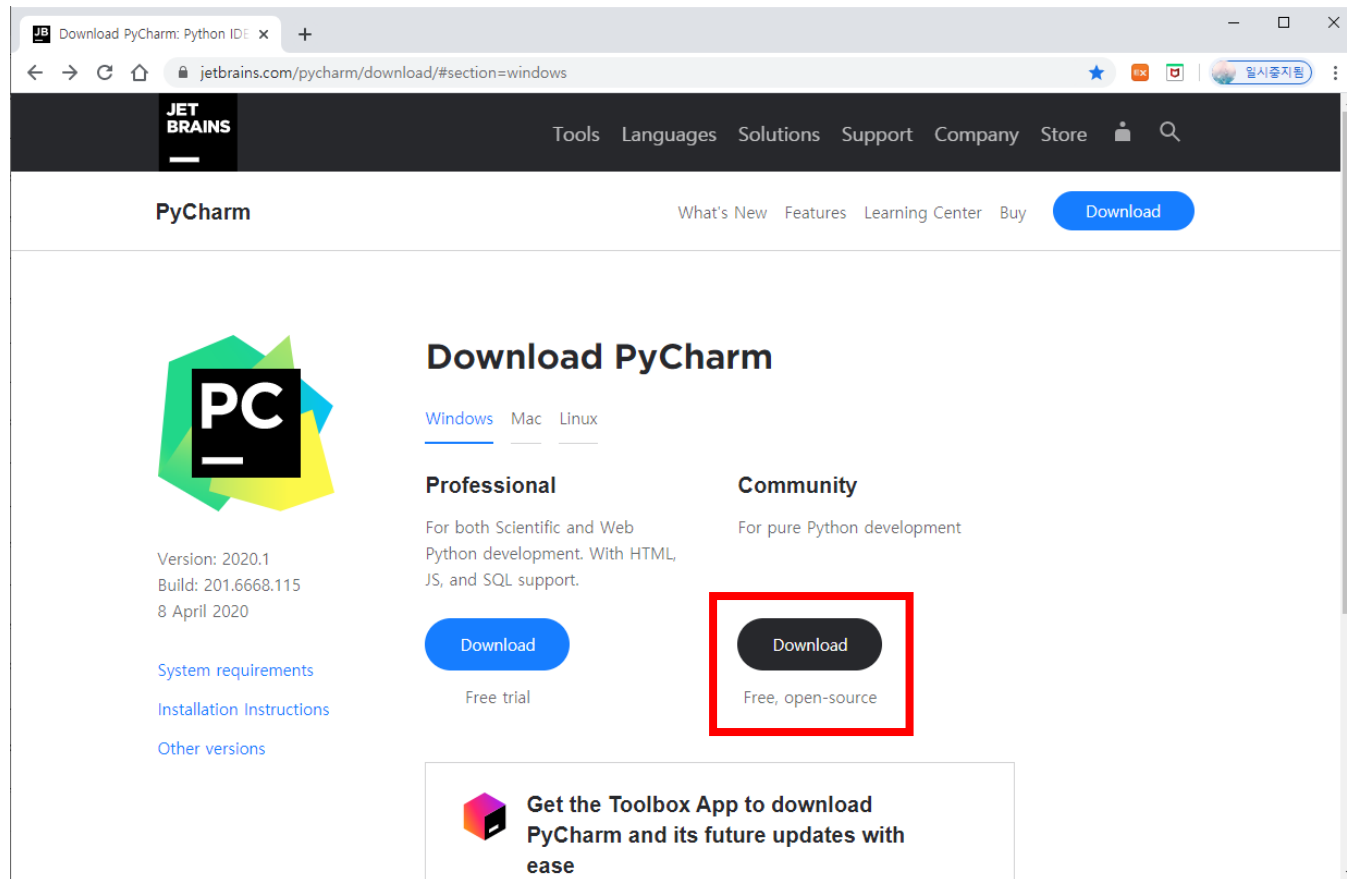 JB Download PyCharm: Python IDE
jetbrains.com/pycharm/download/#section=windows
일시중지됨
JET
BRAINS
Tools Languages Solutions Support Company Store
PyCharm
What's New Features Learning Center Buy Download
PC
Download PyCharm
Windows Mac Linux
Professional
For both Scientific and Web
Python development. With HTML,
JS, and SQL support.
Download
Free trial
Community
For pure Python development
Download
Free, open-source
Version: 2020.1
Build: 201.6668.115
8 April 2020
System requirements
Installation Instructions
Other versions
Get the Toolbox App to download
PyCharm and its future updates with
ease